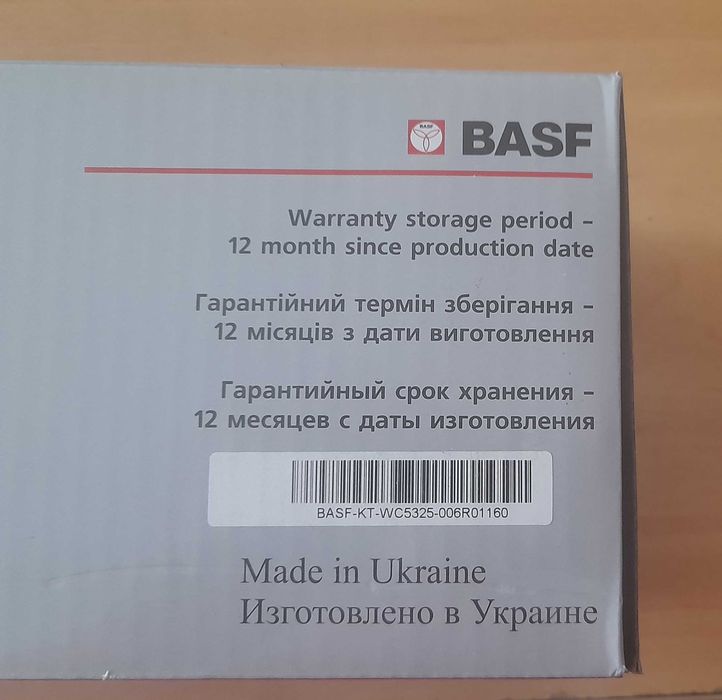 BASF
BASF
Warranty storage period –
12 month since production date
Гарантійний термін зберігання –
12 місяців з дати виготовлення
Гарантийный срок хранения –
12 месяцев с даты изготовления
BASF-KT-WC5325-006R01160
Made in Ukraine
Изготовлено в Украине